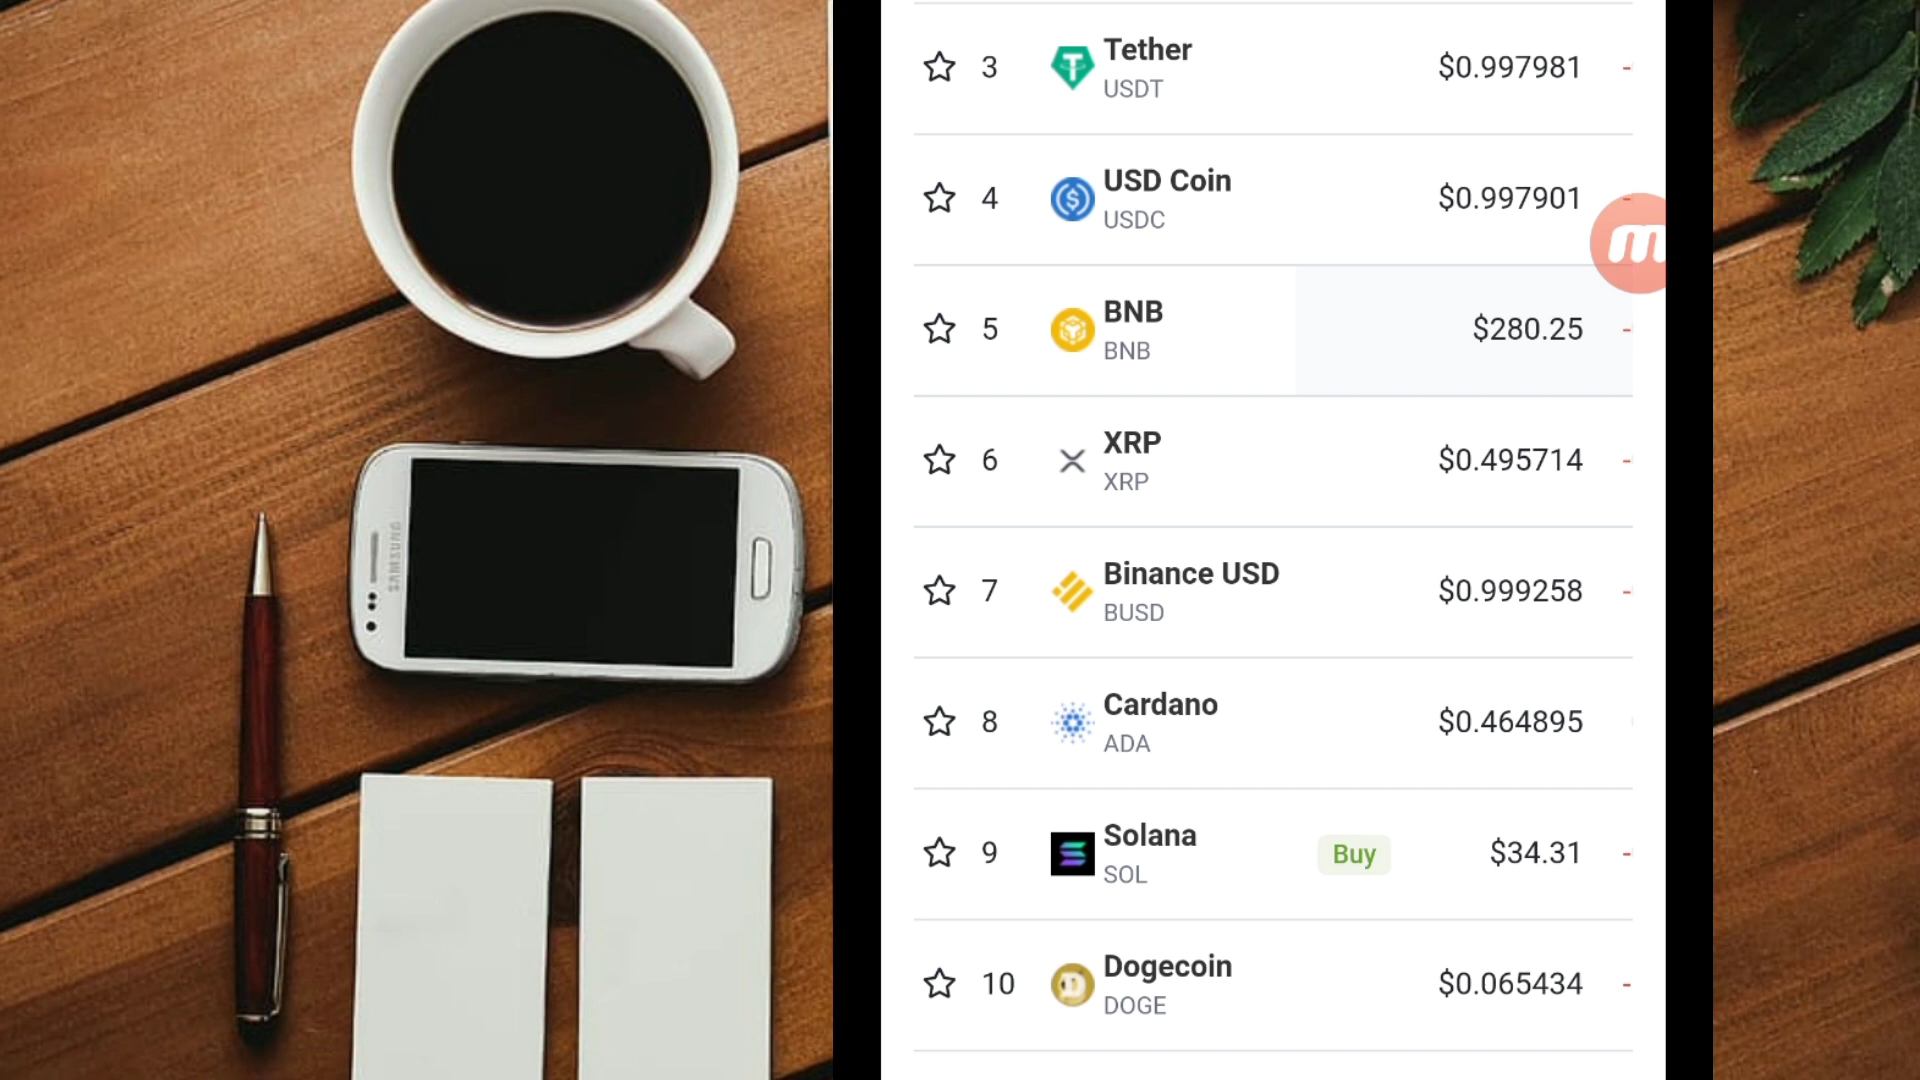 SAMSUNG
3 Tether $0.997981 -
USDT
4 USD Coin $0.997901 -
USDC
m
5 BNB $280.25 -
BNB
6 XRP $0.495714 -
XRP
7 Binance USD $0.999258 -
BUSD
8 Cardano $0.464895
ADA
9 Solana Buy $34.31 -
SOL
10 Dogecoin $0.065434 -
DOGE